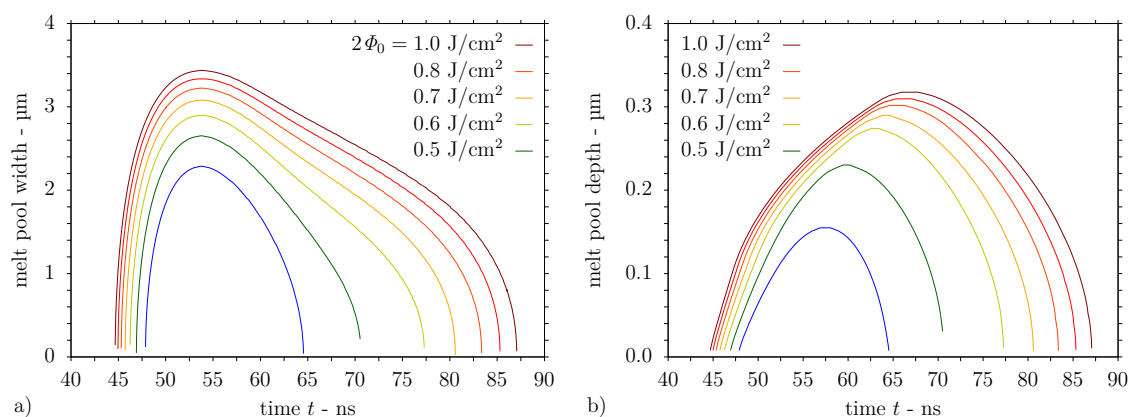 4
3
2
1
0
melt pool width - µm
2Φ₀ = 1.0 J/cm²
0.8 J/cm²
0.7 J/cm²
0.6 J/cm²
0.5 J/cm²
40 45 50 55 60 65 70 75 80 85 90
time t - ns
a)
0.4
0.3
0.2
0.1
0.0
melt pool depth - µm
1.0 J/cm²
0.8 J/cm²
0.7 J/cm²
0.6 J/cm²
0.5 J/cm²
40 45 50 55 60 65 70 75 80 85 90
time t - ns
b)